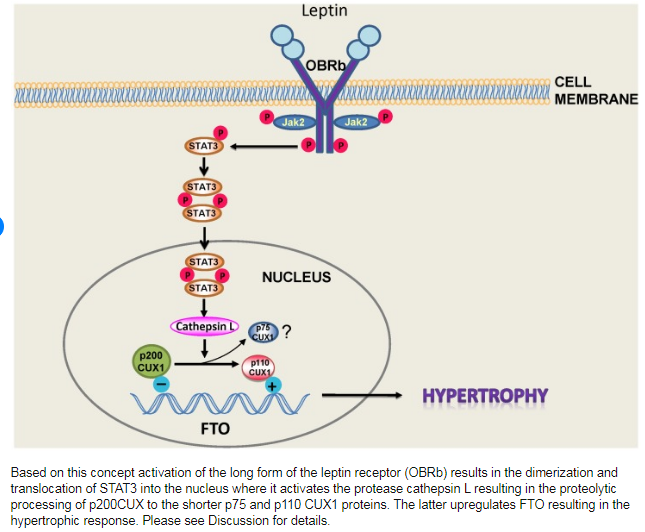 Leptin
OBRb
CELL
MEMBRANE
P
Jak2
Jak2
P
P
STAT3
P
P
STAT3
P
P
STAT3
STAT3
P
P
STAT3
NUCLEUS
Cathepsin L
p75
CUX1
?
p200
CUX1
p110
CUX1
−
+
FTO
HYPERTROPHY
Based on this concept activation of the long form of the leptin receptor (OBRb) results in the dimerization and
translocation of STAT3 into the nucleus where it activates the protease cathepsin L resulting in the proteolytic
processing of p200CUX to the shorter p75 and p110 CUX1 proteins. The latter upregulates FTO resulting in the
hypertrophic response. Please see Discussion for details.